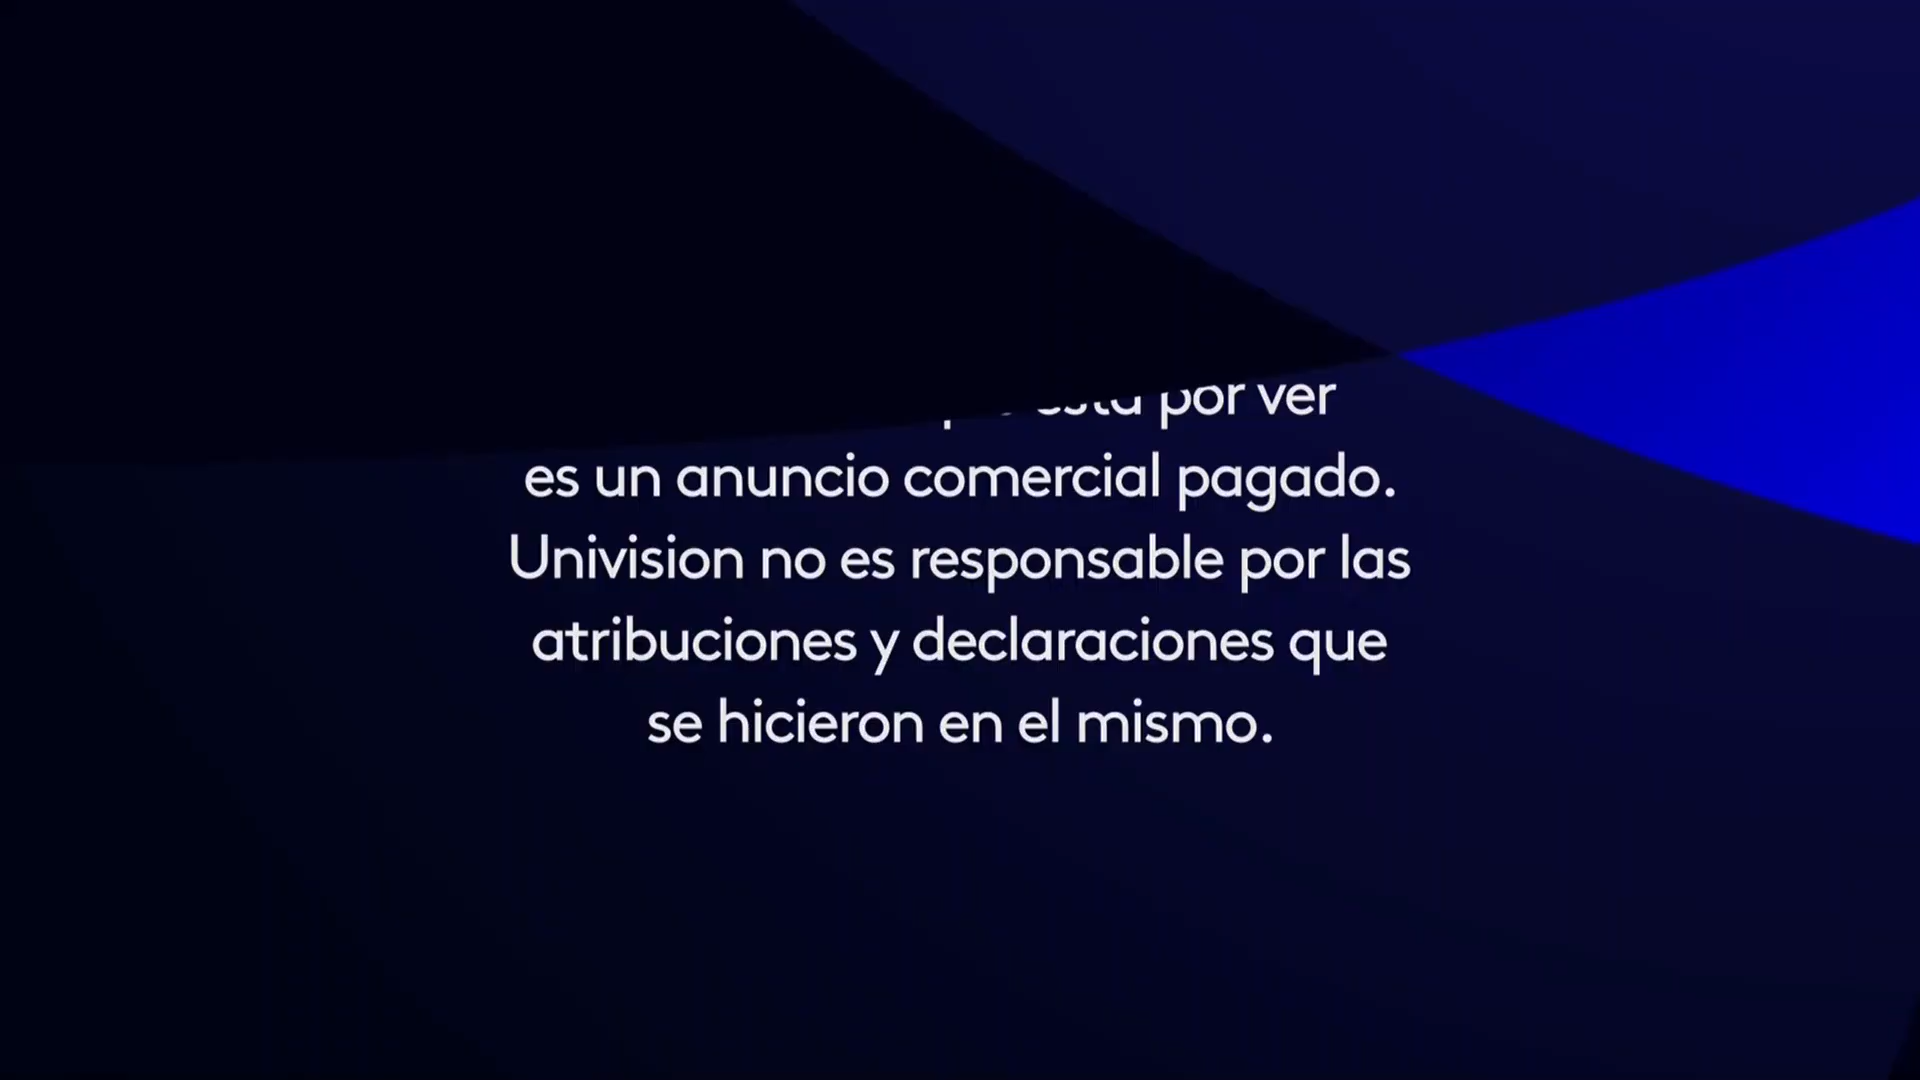 por ver
es un anuncio comercial pagado.
Univision no es responsable por las
atribuciones y declaraciones que
se hicieron en el mismo.